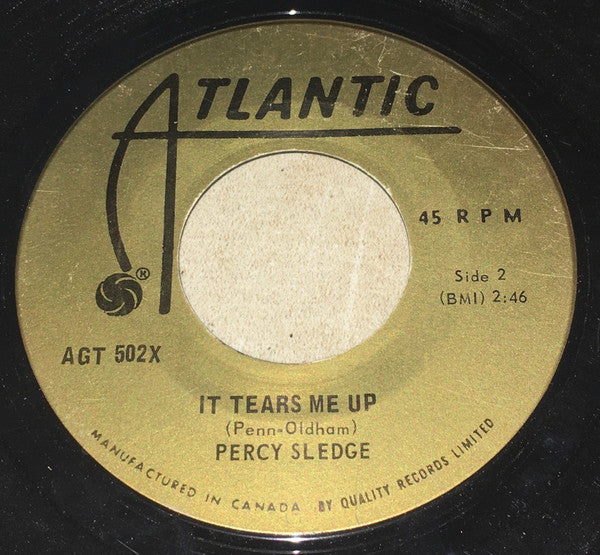 ATLANTIC
®
45 RPM
Side 2
(BMI) 2:46
AGT 502X
IT TEARS ME UP
(Penn-Oldham)
PERCY SLEDGE
MANUFACTURED IN CANADA BY QUALITY RECORDS LIMITED